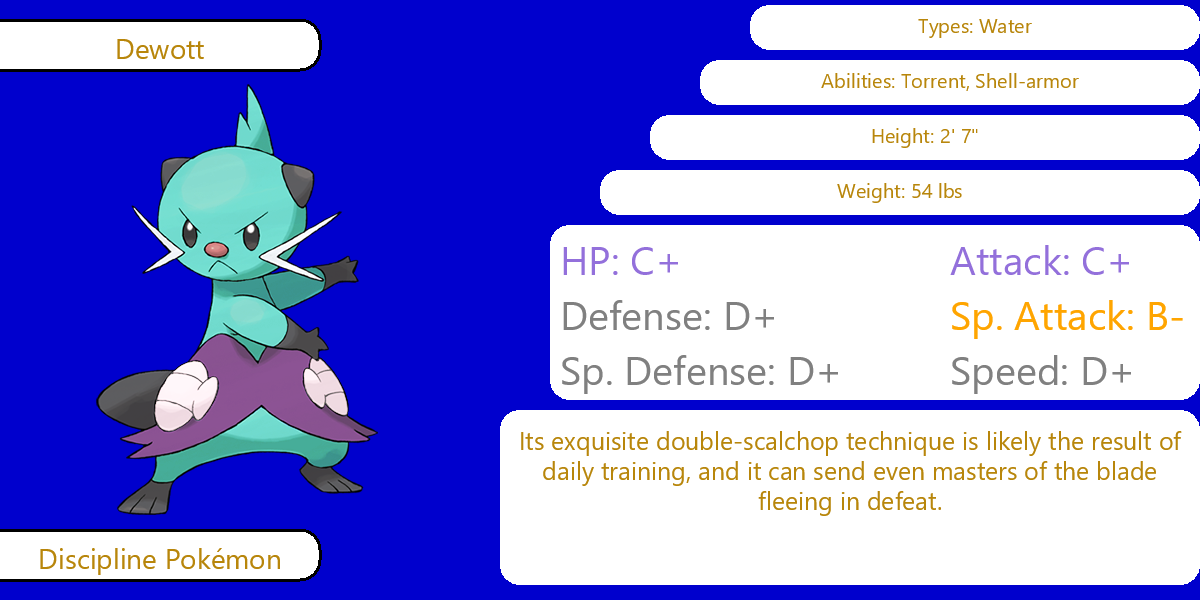 Dewott
Types: Water
Abilities: Torrent, Shell-armor
Height: 2' 7"
Weight: 54 lbs
HP: C+ Attack: C+
Defense: D+ Sp. Attack: B-
Sp. Defense: D+ Speed: D+
Its exquisite double-scalchop technique is likely the result of
daily training, and it can send even masters of the blade
fleeing in defeat.
Discipline Pokémon